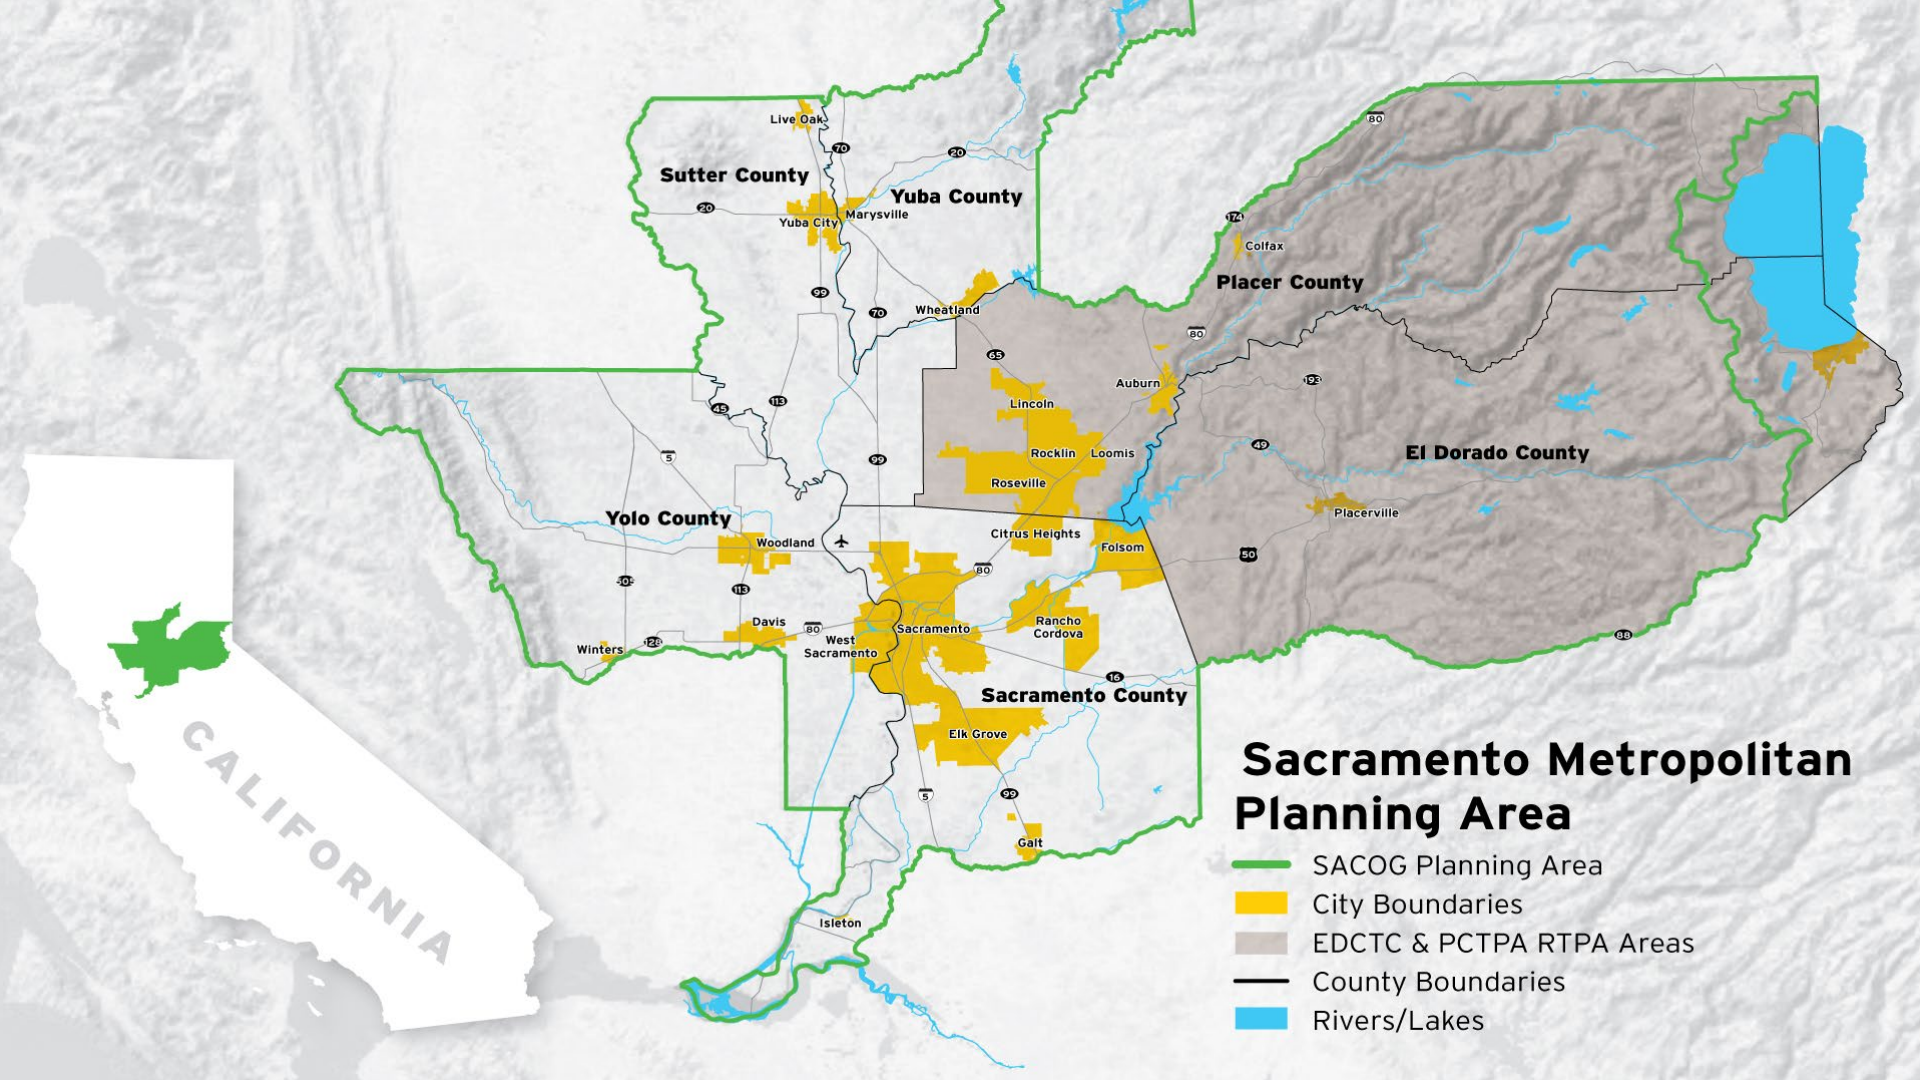 80
Live Oak
70
20
Sutter County
Yuba County
20
Marysville
174
Yuba City
Colfax
Placer County
99
Wheatland
70
80
65
193
Auburn
Lincoln
45
113
49
El Dorado County
Rocklin
Loomis
5
99
Roseville
Placerville
Yolo County
Citrus Heights
Woodland
Folsom
50
80
505
113
Davis
80
Rancho
Cordova
Sacramento
88
West
Sacramento
128
Winters
16
Sacramento County
CALIFORNIA
Elk Grove
5
99
Galt
Isleton
Sacramento Metropolitan
Planning Area
SACOG Planning Area
City Boundaries
EDCTC & PCTPA RTPA Areas
County Boundaries
Rivers/Lakes